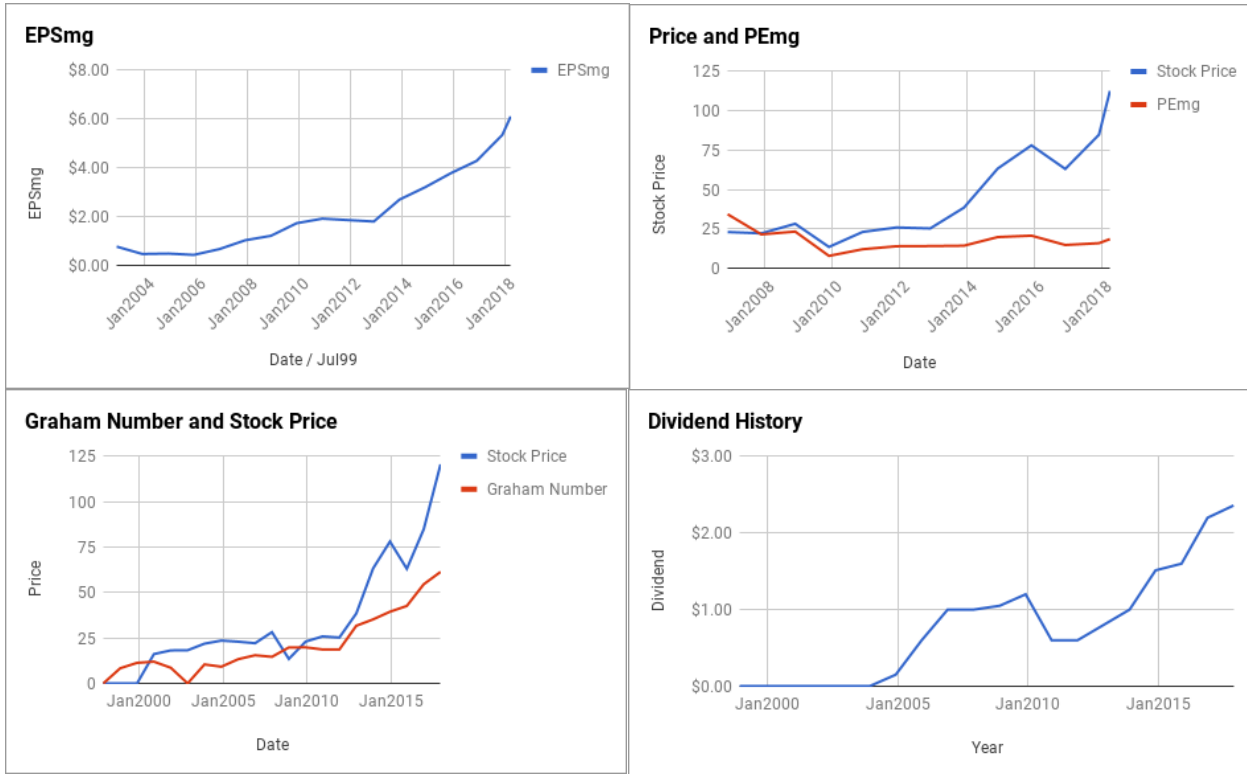 EPSmg
$8.00
$6.00
$4.00
$2.00
$0.00
EPSmg
EPSmg
Jan2004
Jan2006
Jan2008
Jan2010
Jan2012
Jan2014
Jan2016
Jan2018
Date / Jul99
Price and PEmg
125
100
75
50
25
0
Stock Price
Stock Price
PEmg
Jan2008
Jan2010
Jan2012
Jan2014
Jan2016
Jan2018
Date
Graham Number and Stock Price
125
100
75
50
25
0
Price
Stock Price
Graham Number
Jan2000
Jan2005
Jan2010
Jan2015
Date
Dividend History
$3.00
$2.00
$1.00
$0.00
Dividend
Jan2000
Jan2005
Jan2010
Jan2015
Year